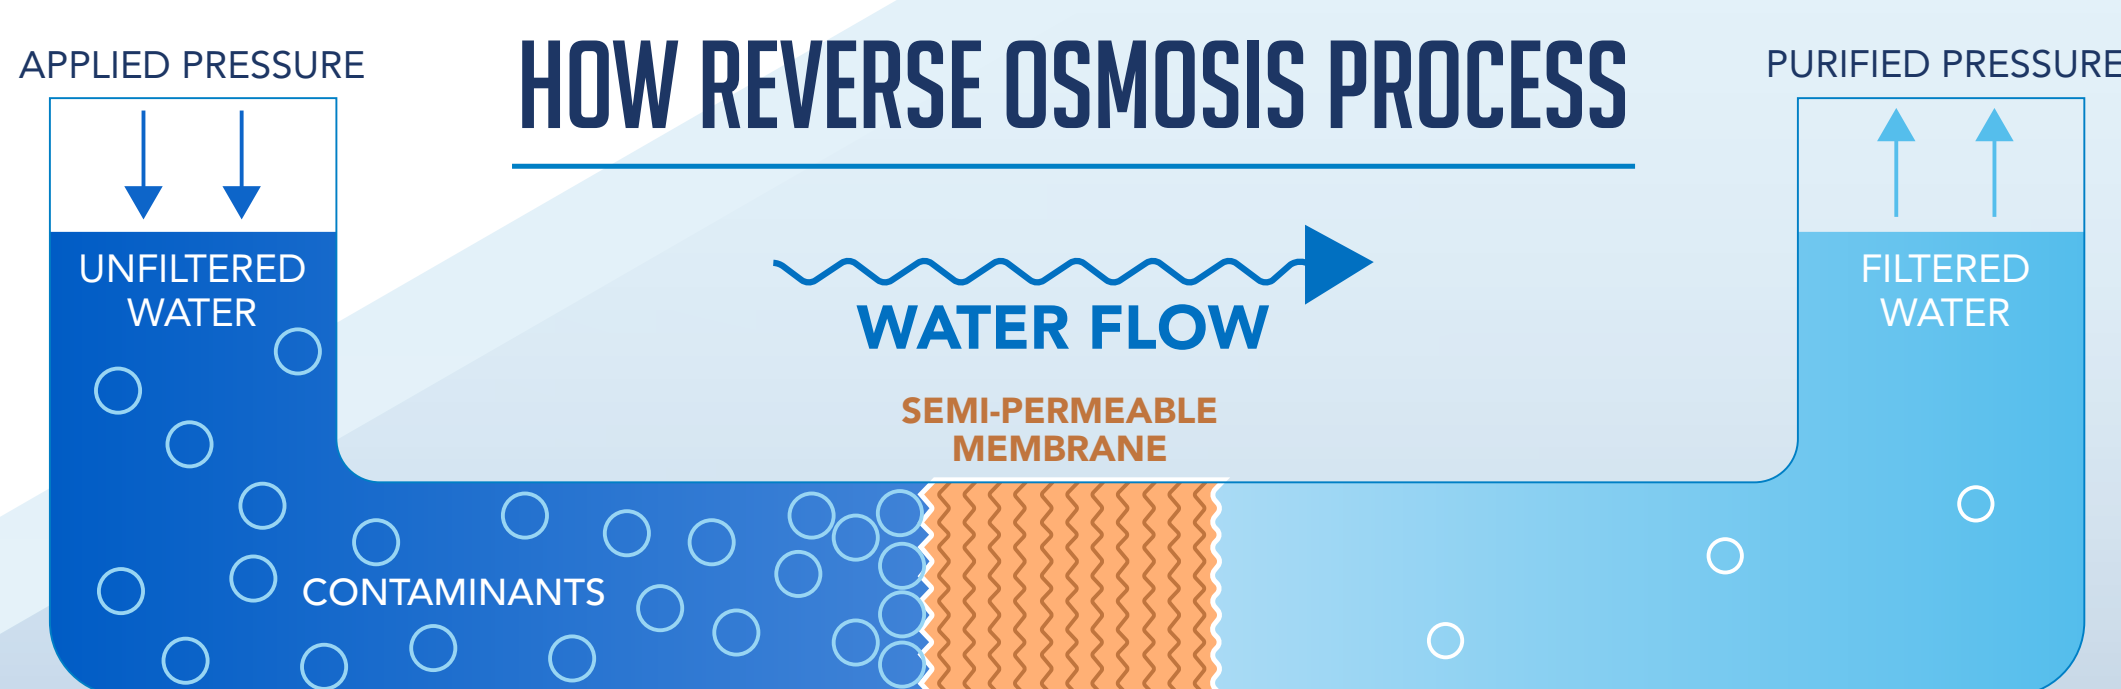 HOW REVERSE OSMOSIS PROCESS
APPLIED PRESSURE
PURIFIED PRESSURE
UNFILTERED
WATER
FILTERED
WATER
WATER FLOW
SEMI-PERMEABLE
MEMBRANE
CONTAMINANTS